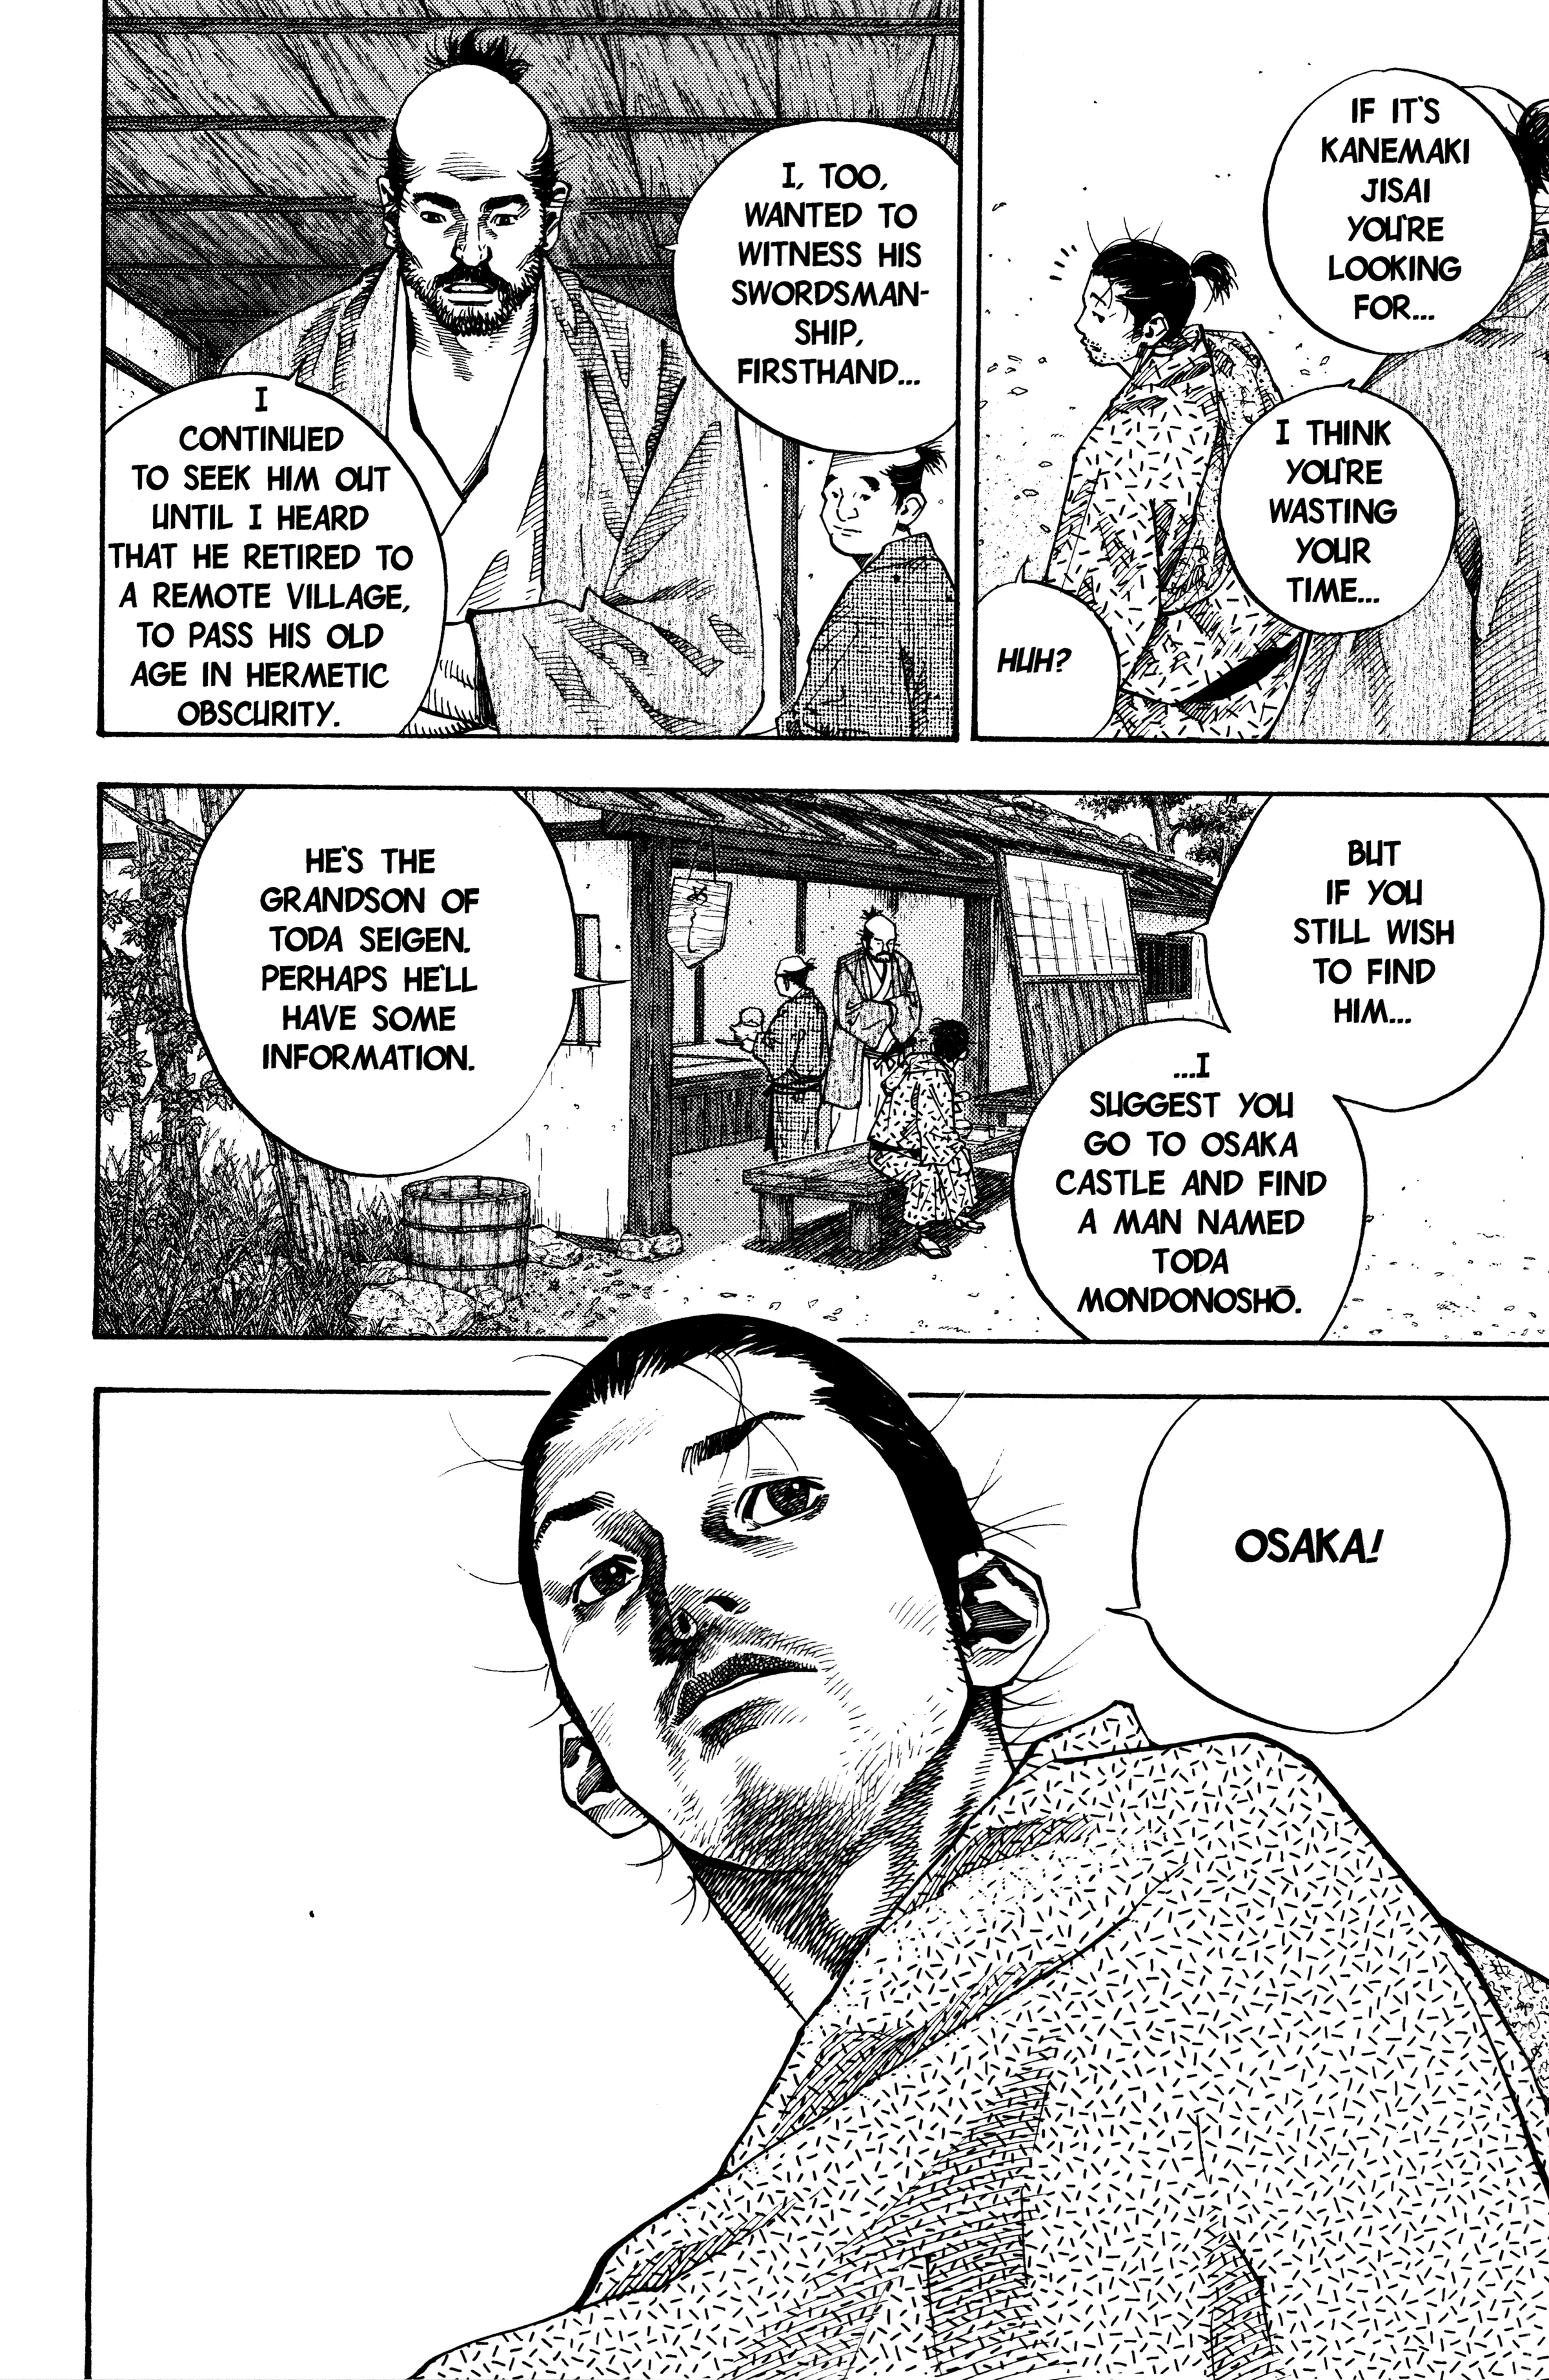 IF IT'S
KANEMAKI
JISAI
YOU'RE
LOOKING
FOR...
I THINK
YOU'RE
WASTING
YOUR
TIME...
HUH?
I, TOO,
WANTED TO
WITNESS HIS
SWORDSMAN-
SHIP,
FIRSTHAND...
I
CONTINUED
TO SEEK HIM OUT
UNTIL I HEARD
THAT HE RETIRED TO
A REMOTE VILLAGE,
TO PASS HIS OLD
AGE IN HERMETIC
OBSCURITY.
BUT
IF YOU
STILL WISH
TO FIND
HIM...
...I
SUGGEST YOU
GO TO OSAKA
CASTLE AND FIND
A MAN NAMED
TODA
MONDONOSHŌ.
めし
HE'S THE
GRANDSON OF
TODA SEIGEN.
PERHAPS HE'LL
HAVE SOME
INFORMATION.
OSAKA!